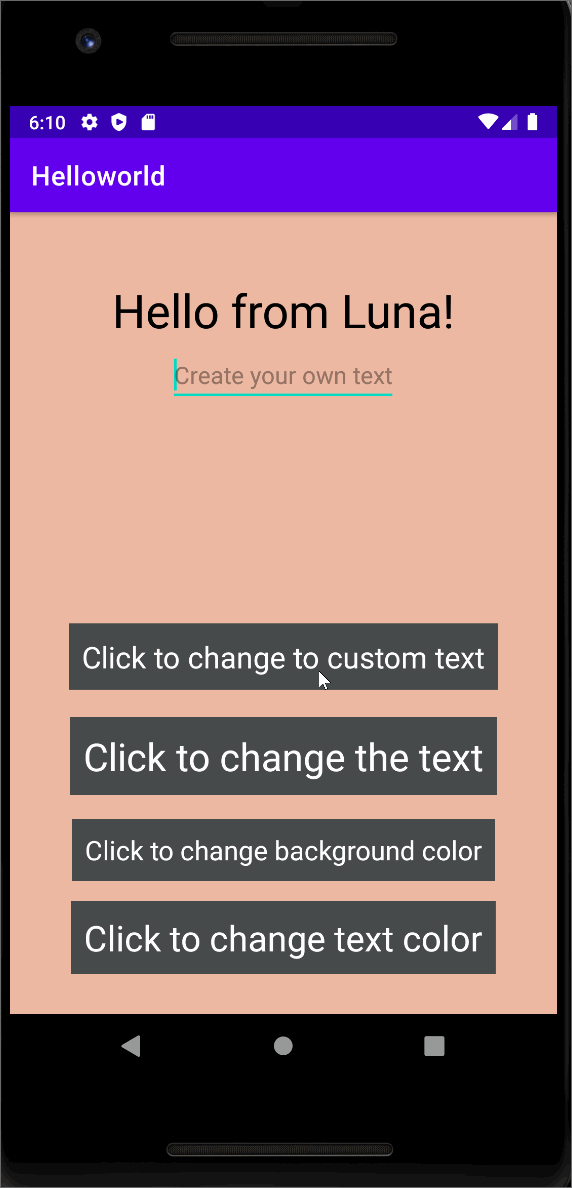 6:10
Helloworld
Hello from Luna!
Create your own text
Click to change to custom text
Click to change the text
Click to change background color
Click to change text color